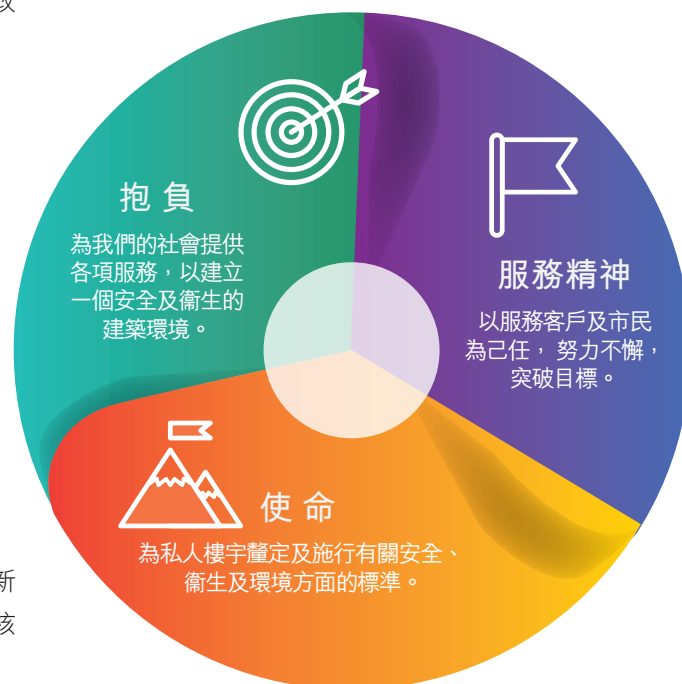 抱負
為我們的社會提供
各項服務，以建立
一個安全及衞生的
建築環境。
服務精神
以服務客戶及市民
為己任， 努力不懈，
突破目標。
使命
為私人樓宇釐定及施行有關安全、
衞生及環境方面的標準。
新
該